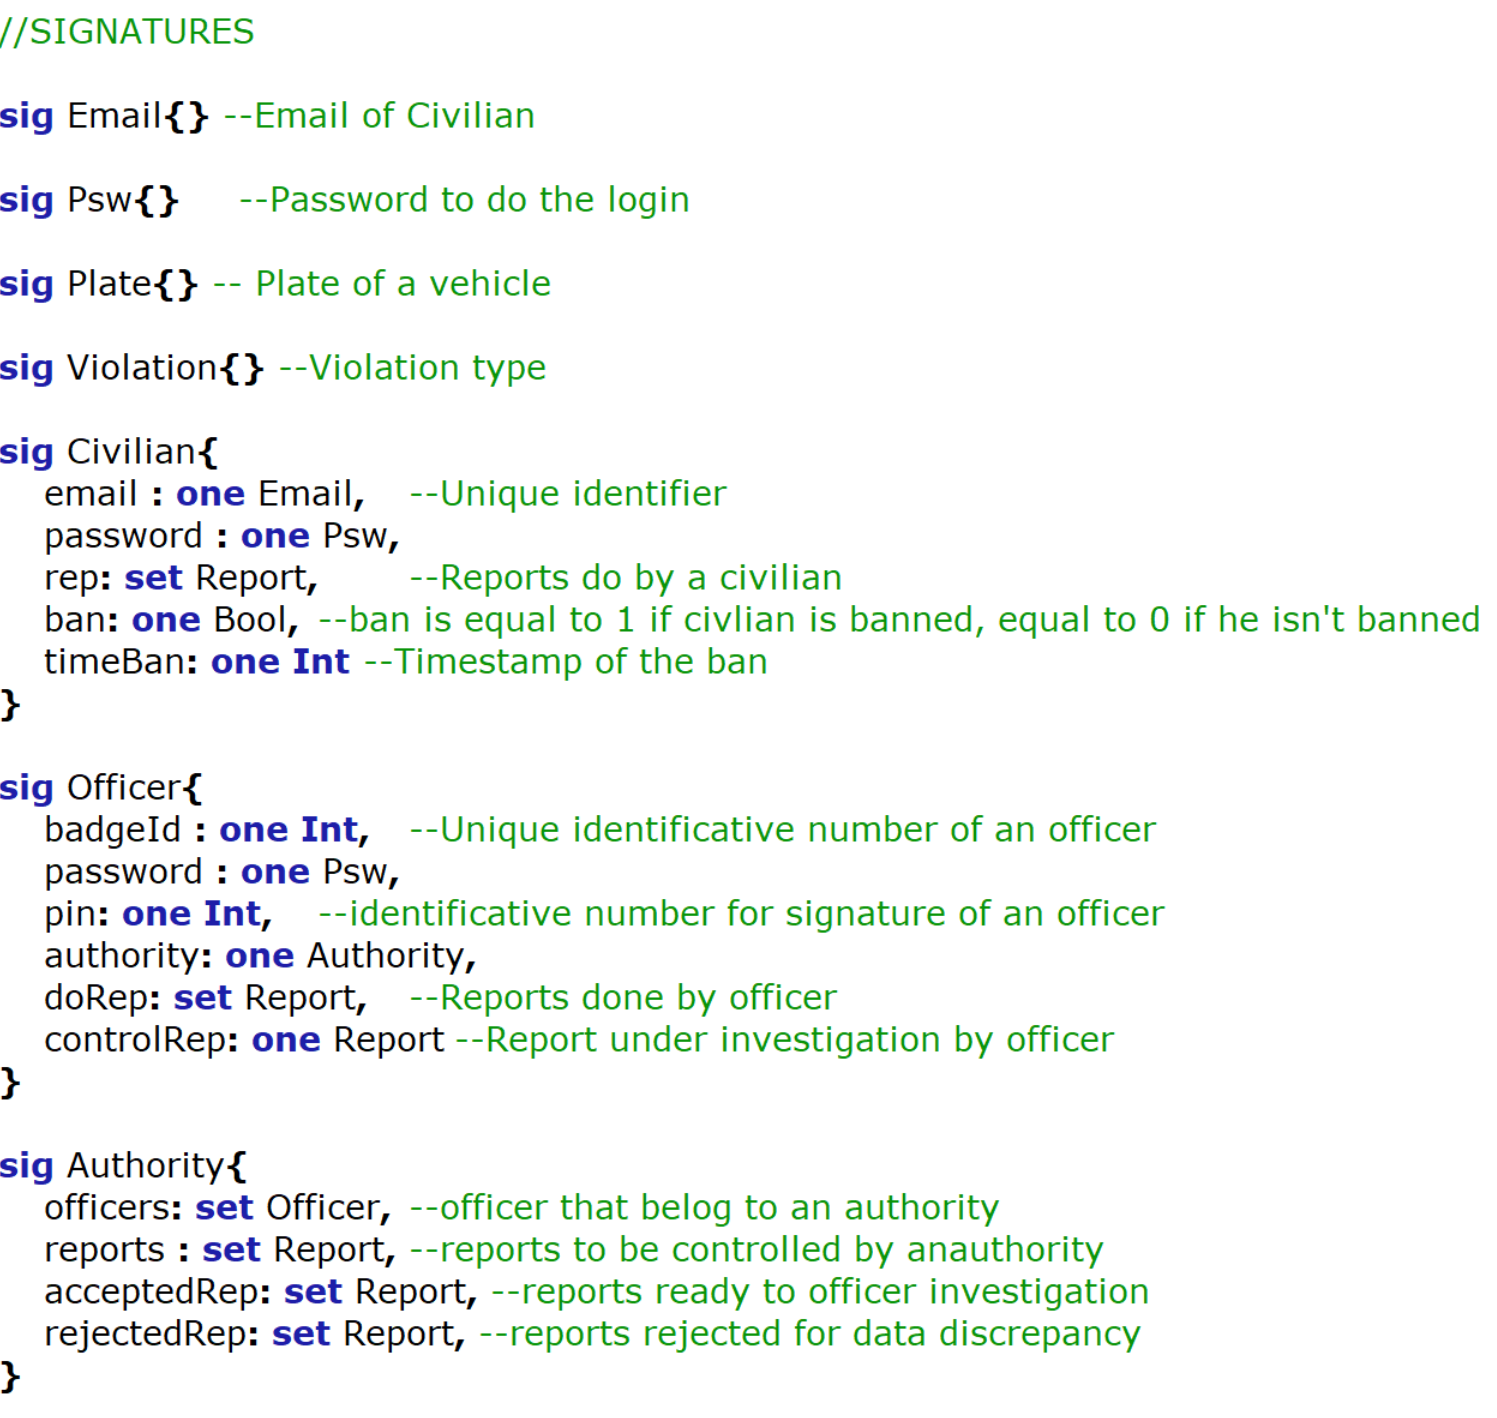 //SIGNATURES
sig Email{} --Email of Civilian
sig Psw{} --Password to do the login
sig Plate{} -- Plate of a vehicle
sig Violation{} --Violation type
sig Civilian{
email : one Email, --Unique identifier
password : one Psw,
rep: set Report, --Reports do by a civilian
ban: one Bool, --ban is equal to 1 if civlian is banned, equal to 0 if he isn't banned
timeBan: one Int --Timestamp of the ban
}
sig Officer{
badgeId : one Int, --Unique identificative number of an officer
password : one Psw,
pin: one Int, --identificative number for signature of an officer
authority: one Authority,
doRep: set Report, --Reports done by officer
controlRep: one Report --Report under investigation by officer
}
sig Authority{
officers: set Officer, --officer that belog to an authority
reports : set Report, --reports to be controlled by anauthority
acceptedRep: set Report, --reports ready to officer investigation
rejectedRep: set Report, --reports rejected for data discrepancy
}